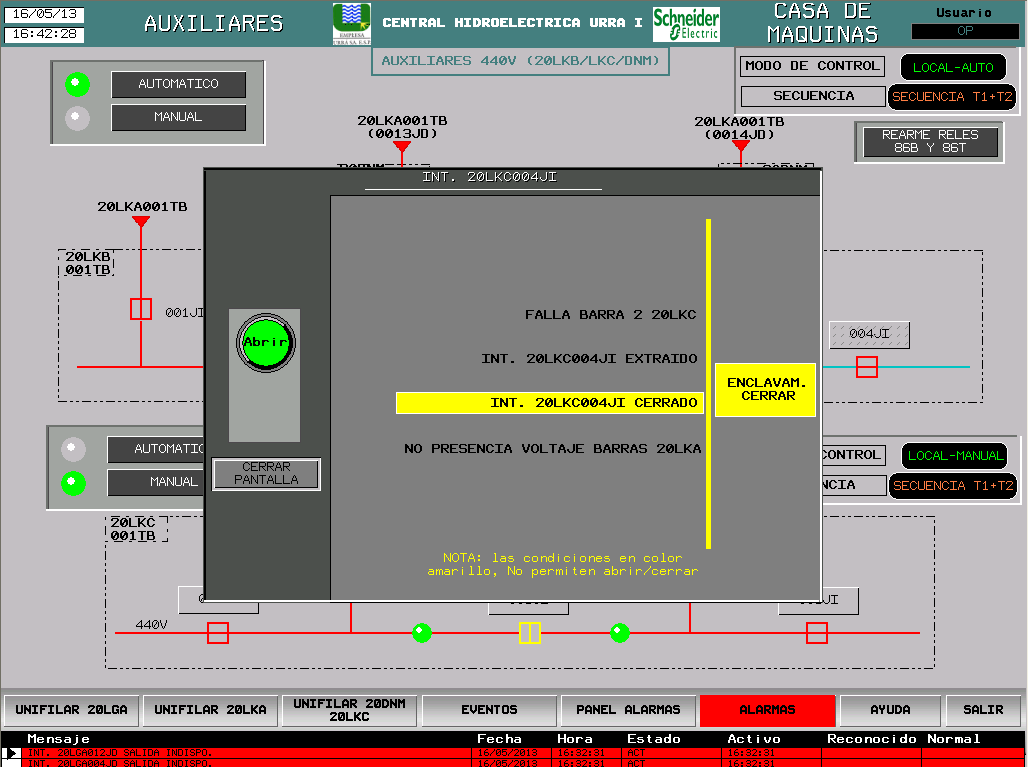 16/05/13
16:42:28
AUXILIARES
EMPRESA
URRA S.A. E.S.P
CENTRAL HIDROELECTRICA URRA I
Schneider
Electric
CASA DE
MAQUINAS
Usuario
OP
AUXILIARES 440V (20LKB/LKC/DNM)
AUTOMATICO
MANUAL
MODO DE CONTROL
LOCAL-AUTO
SECUENCIA
SECUENCIA T1+T2
REARME RELES
86B Y 86T
20LKA001TB
(0013JD)
20LKA001TB
(0014JD)
20LKA001TB
20LKB
001TB
001JI
004JI
INT. 20LKC004JI
Abrir
CERRAR
PANTALLA
FALLA BARRA 2 20LKC
INT. 20LKC004JI EXTRAIDO
INT. 20LKC004JI CERRADO
NO PRESENCIA VOLTAJE BARRAS 20LKA
ENCLAVAM.
CERRAR
NOTA: las condiciones en color
amarillo, No permiten abrir/cerrar
AUTOMATIC
MANUAL
CONTROL
LOCAL-MANUAL
NCIA
SECUENCIA T1+T2
20LKC
001TB
440V
UNIFILAR 20LGA
UNIFILAR 20LKA
UNIFILAR 20DNM
20LKC
EVENTOS
PANEL ALARMAS
ALARMAS
AYUDA
SALIR
Mensaje Fecha Hora Estado Activo Reconocido Normal
INT. 20LGA012JD SALIDA INDISPO. 16/05/2013 16:32:31 ACT 16:32:31
INT. 20LGA004JD SALIDA INDISPO. 16/05/2013 16:32:31 ACT 16:32:31